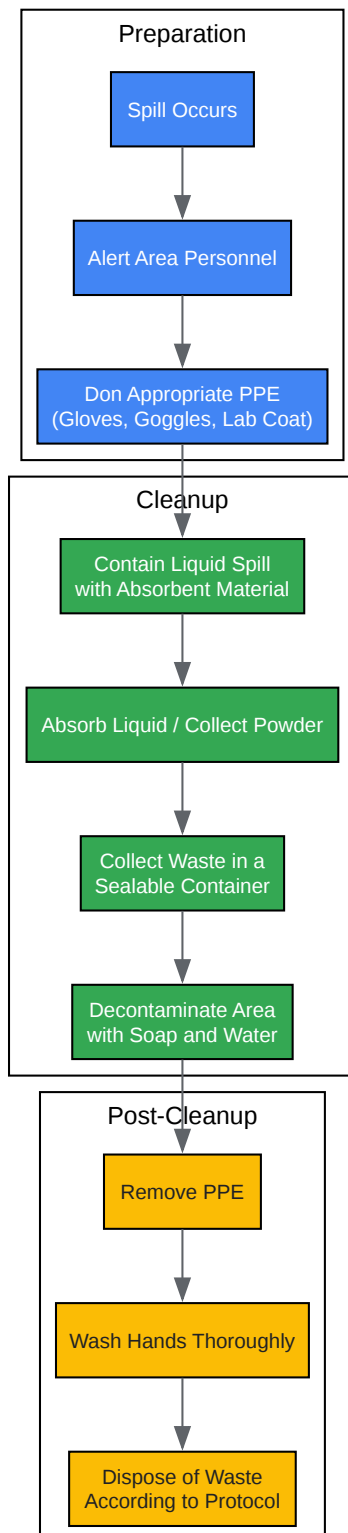 Preparation
Spill Occurs
Alert Area Personnel
Don Appropriate PPE
(Gloves, Goggles, Lab Coat)
Cleanup
Contain Liquid Spill
with Absorbent Material
Absorb Liquid / Collect Powder
Collect Waste in a
Sealable Container
Decontaminate Area
with Soap and Water
Post-Cleanup
Remove PPE
Wash Hands Thoroughly
Dispose of Waste
According to Protocol